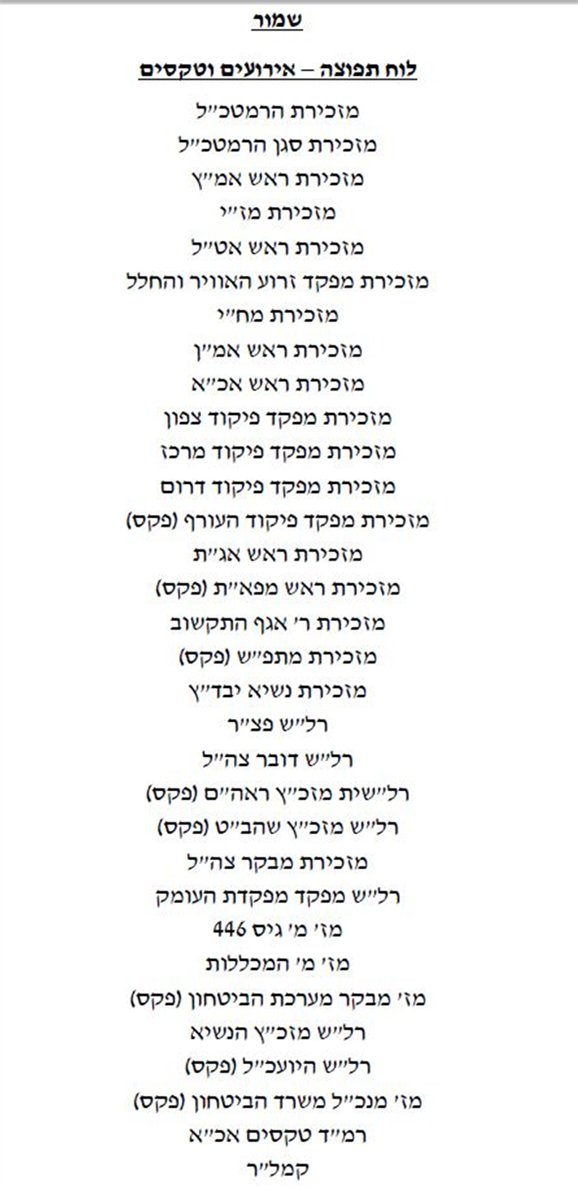 שמור
לוח תפוצה – אירועים וטקסים
מזכירת הרמטכ״ל
מזכירת סגן הרמטכ״ל
מזכירת ראש אמ״ץ
מזכירת מז״י
מזכירת ראש אט״ל
מזכירת מפקד זרוע האוויר והחלל
מזכירת מח״י
מזכירת ראש אמ״ן
מזכירת ראש אכ״א
מזכירת מפקד פיקוד צפון
מזכירת מפקד פיקוד מרכז
מזכירת מפקד פיקוד דרום
מזכירת מפקד פיקוד העורף (פקס)
מזכירת ראש אג״ת
מזכירת ראש מפא״ת (פקס)
מזכירת ר׳ אגף התקשוב
מזכירת מתפ״ש (פקס)
מזכירת נשיא יבד״ץ
רל״ש פצ״ר
רל״ש דובר צה״ל
רל״שית מזכ״ץ ראה״ם (פקס)
רל״ש מזכ״ץ שהב״ט (פקס)
מזכירת מבקר צה״ל
רל״ש מפקד מפקדת העומק
מז׳ מ׳ גיס 446
מז׳ מ׳ המכללות
מז׳ מבקר מערכת הביטחון (פקס)
רל״ש מזכ״ץ הנשיא
רל״ש היועכ״ל (פקס)
מז׳ מנכ״ל משרד הביטחון (פקס)
רמ״ד טקסים אכ״א
קמל״ר